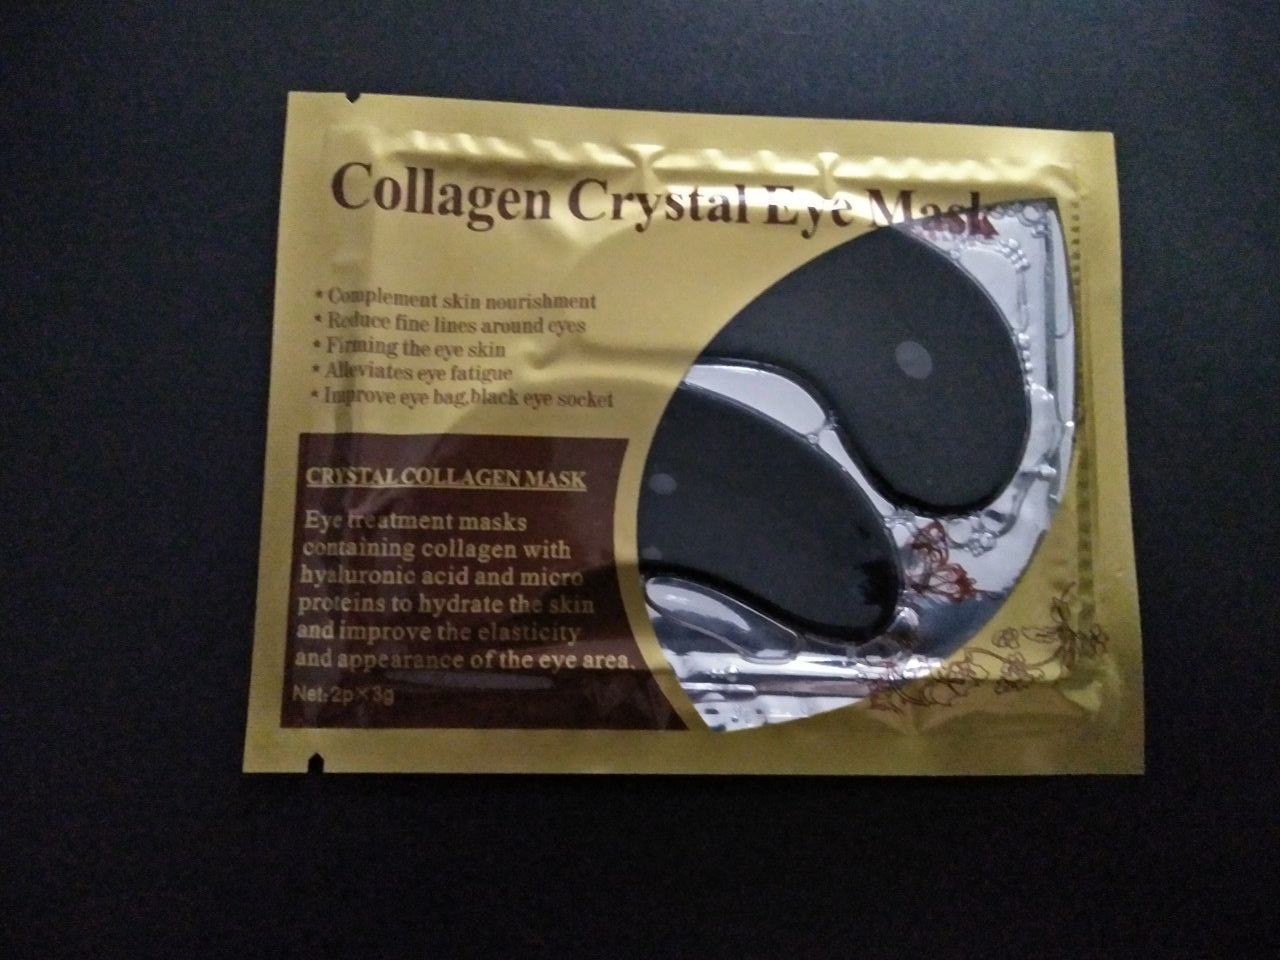 Collagen Crystal Eye Mask
* Complement skin nourishment
* Reduce fine lines around eyes
* Firming the eye skin
* Alleviates eye fatigue
* Improve eye bag,black eye socket
CRYSTAL COLLAGEN MASK
Eye treatment masks
containing collagen with
hyaluronic acid and micro
proteins to hydrate the skin
and improve the elasticity
and appearance of the eye area.
Net: 2p×3g